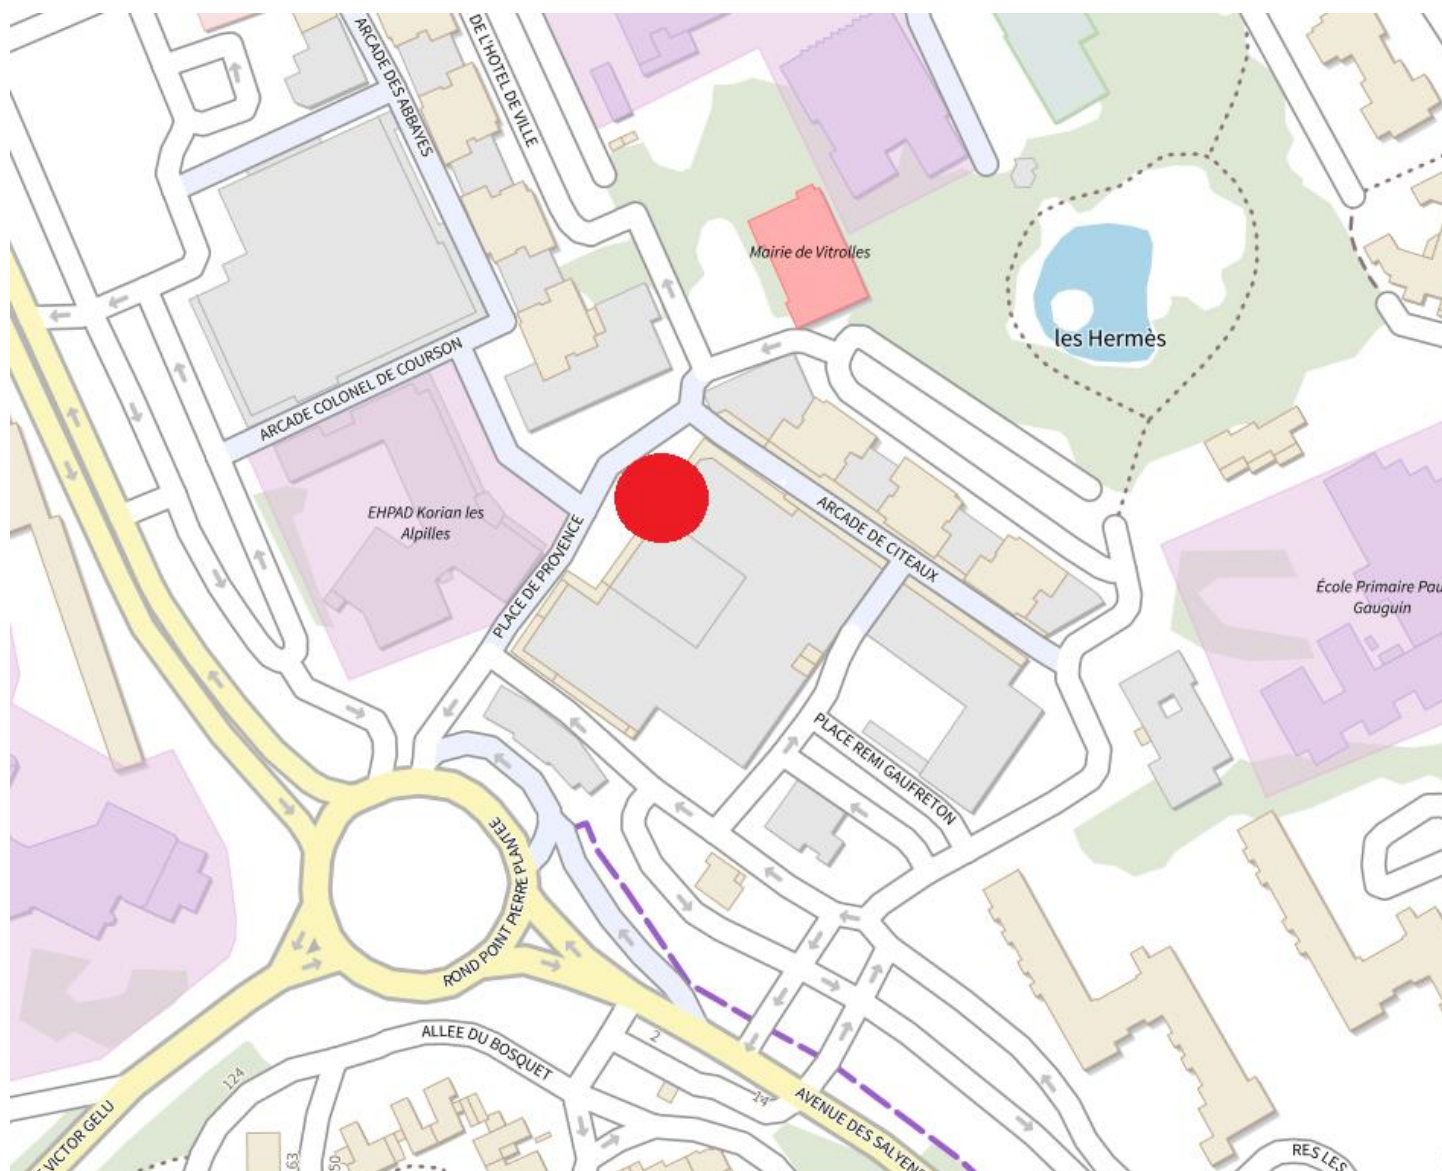 ARCADE DES ABBAYES
DE L'HOTEL DE VILLE
Mairie de Vitrolles
les Hermès
ARCADE COLONEL DE COURSON
EHPAD Korian les
Alpilles
PLACE DE PROVENCE
ARCADE DE CITEAUX
École Primaire Pau
Gauguin
PLACE REMI GAUFRETON
ROND POINT PIERRE PLANTEE
ALLEE DU BOSQUET
2
14
124
AVENUE DES SALYENS
VICTOR GELU
63
50
RES LES